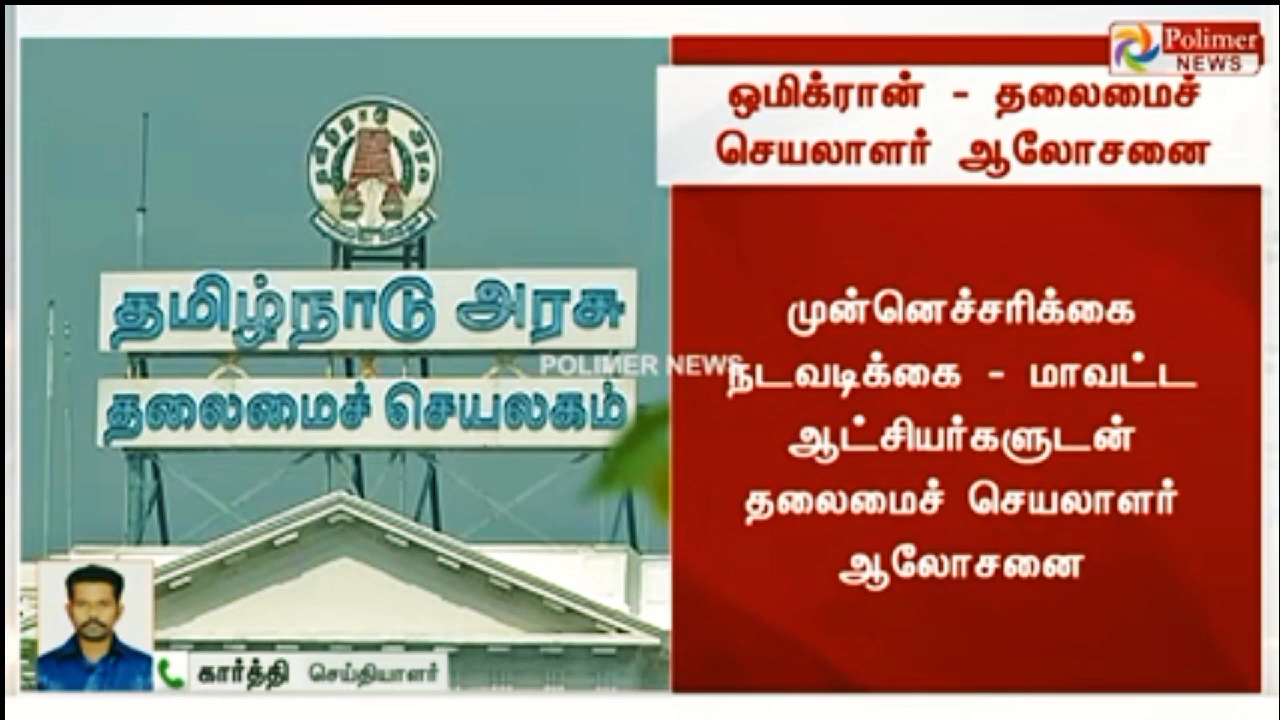 Polimer
NEWS
ஒமிக்ரான் - தலைமைச்
செயலாளர் ஆலோசனை
தமிழ்நாடு அரசு
தலைமைச் செயலகம்
POLIMER NEWS
முன்னெச்சரிக்கை
நடவடிக்கை - மாவட்ட
ஆட்சியர்களுடன்
தலைமைச் செயலாளர்
ஆலோசனை
கார்த்தி செய்தியாளர்